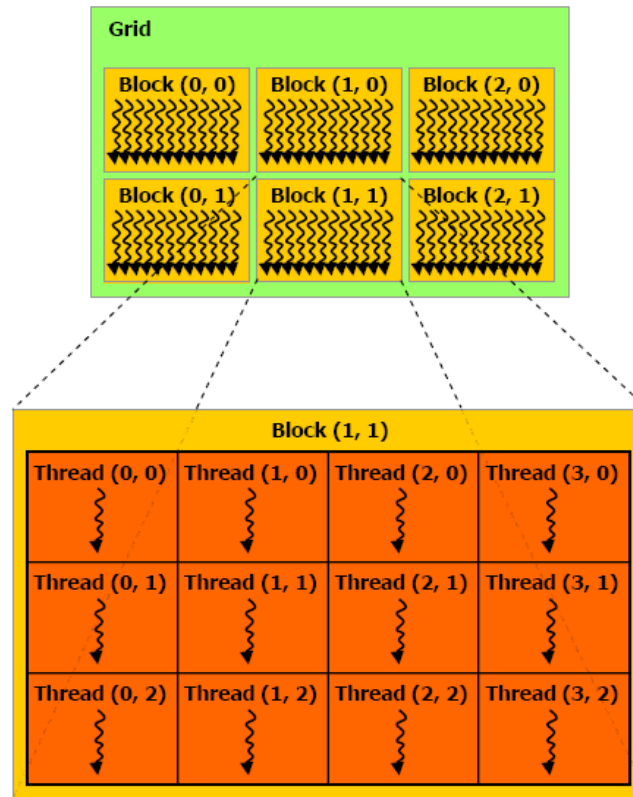 Grid
Block (0, 0) Block (1, 0) Block (2, 0)
Block (0, 1) Block (1, 1) Block (2, 1)
Block (1, 1)
Thread (0, 0) Thread (1, 0) Thread (2, 0) Thread (3, 0)
Thread (0, 1) Thread (1, 1) Thread (2, 1) Thread (3, 1)
Thread (0, 2) Thread (1, 2) Thread (2, 2) Thread (3, 2)